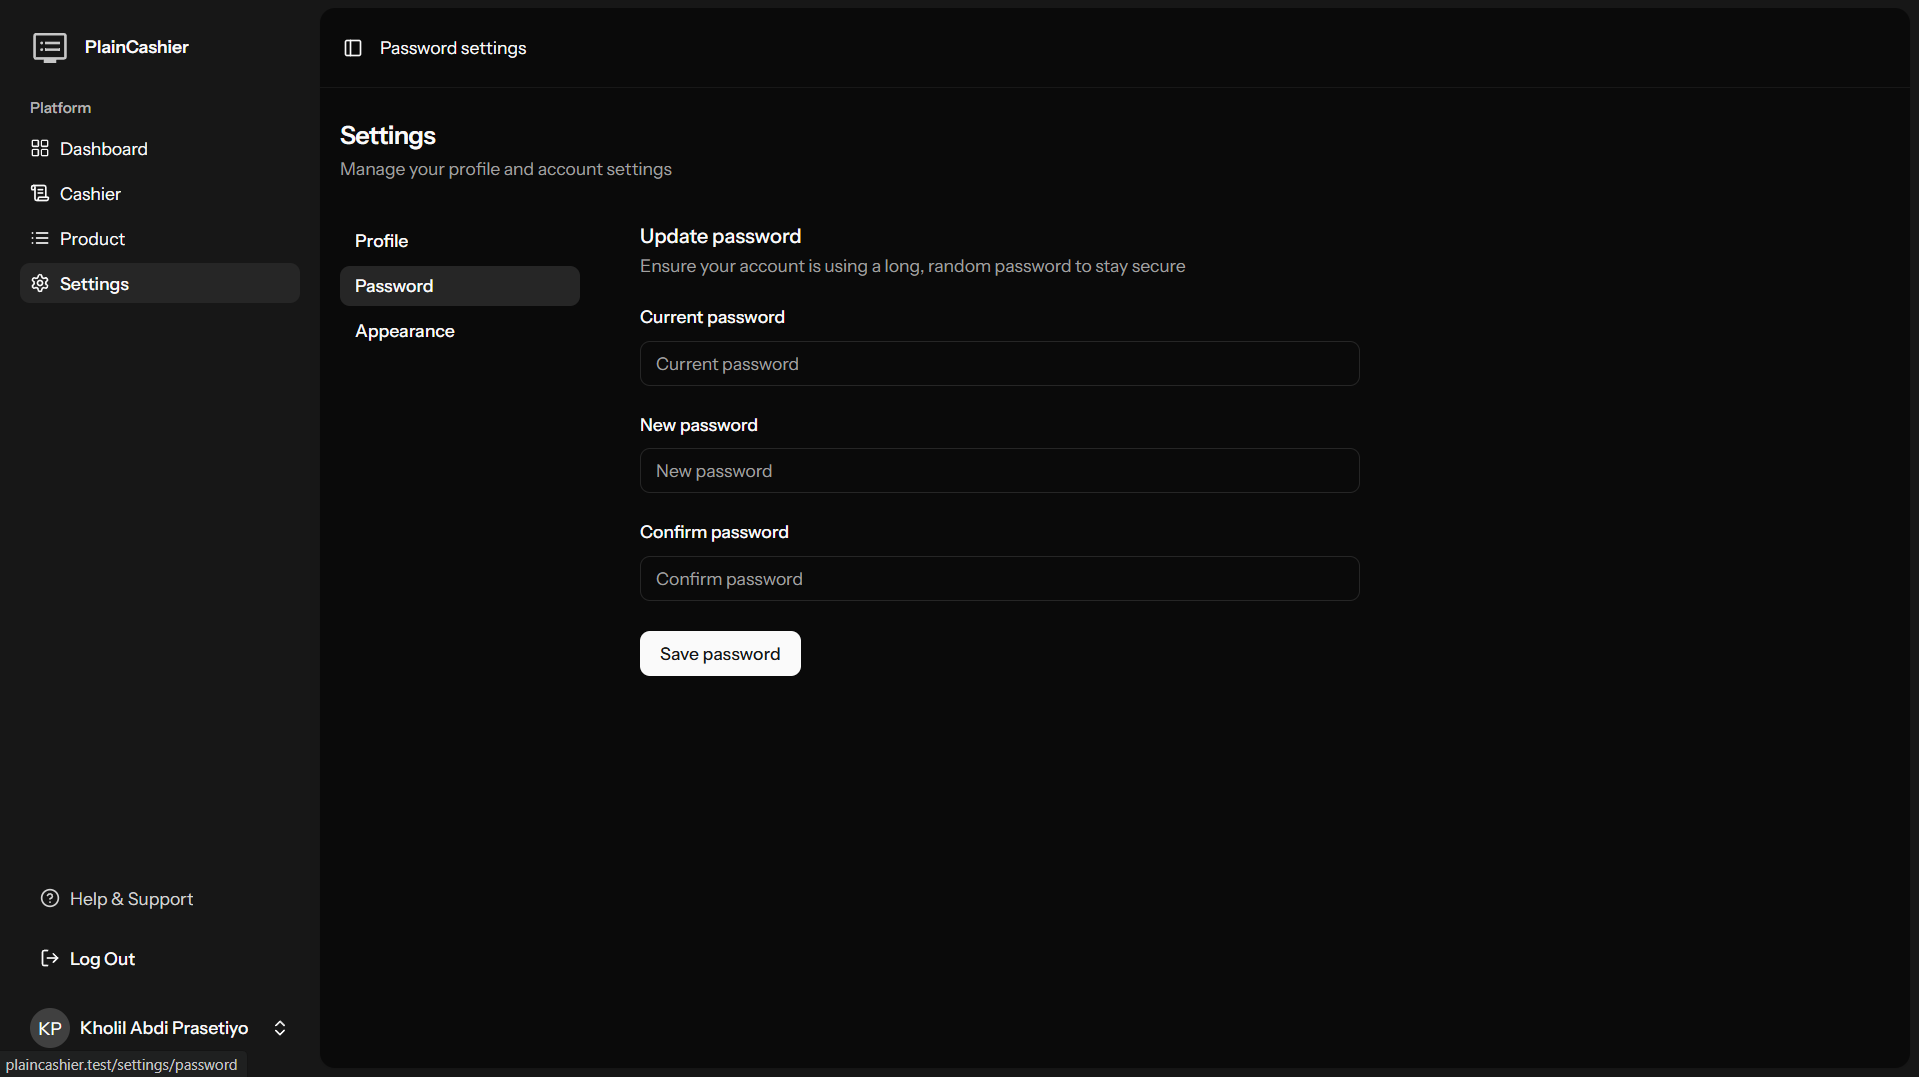 PlainCashier
Platform
Dashboard
Cashier
Product
Settings
Help & Support
Log Out
KP
Kholil Abdi Prasetiyo
plaincashier.test/settings/password
Password settings
Settings
Manage your profile and account settings
Profile
Password
Appearance
Update password
Ensure your account is using a long, random password to stay secure
Current password
Current password
New password
New password
Confirm password
Confirm password
Save password